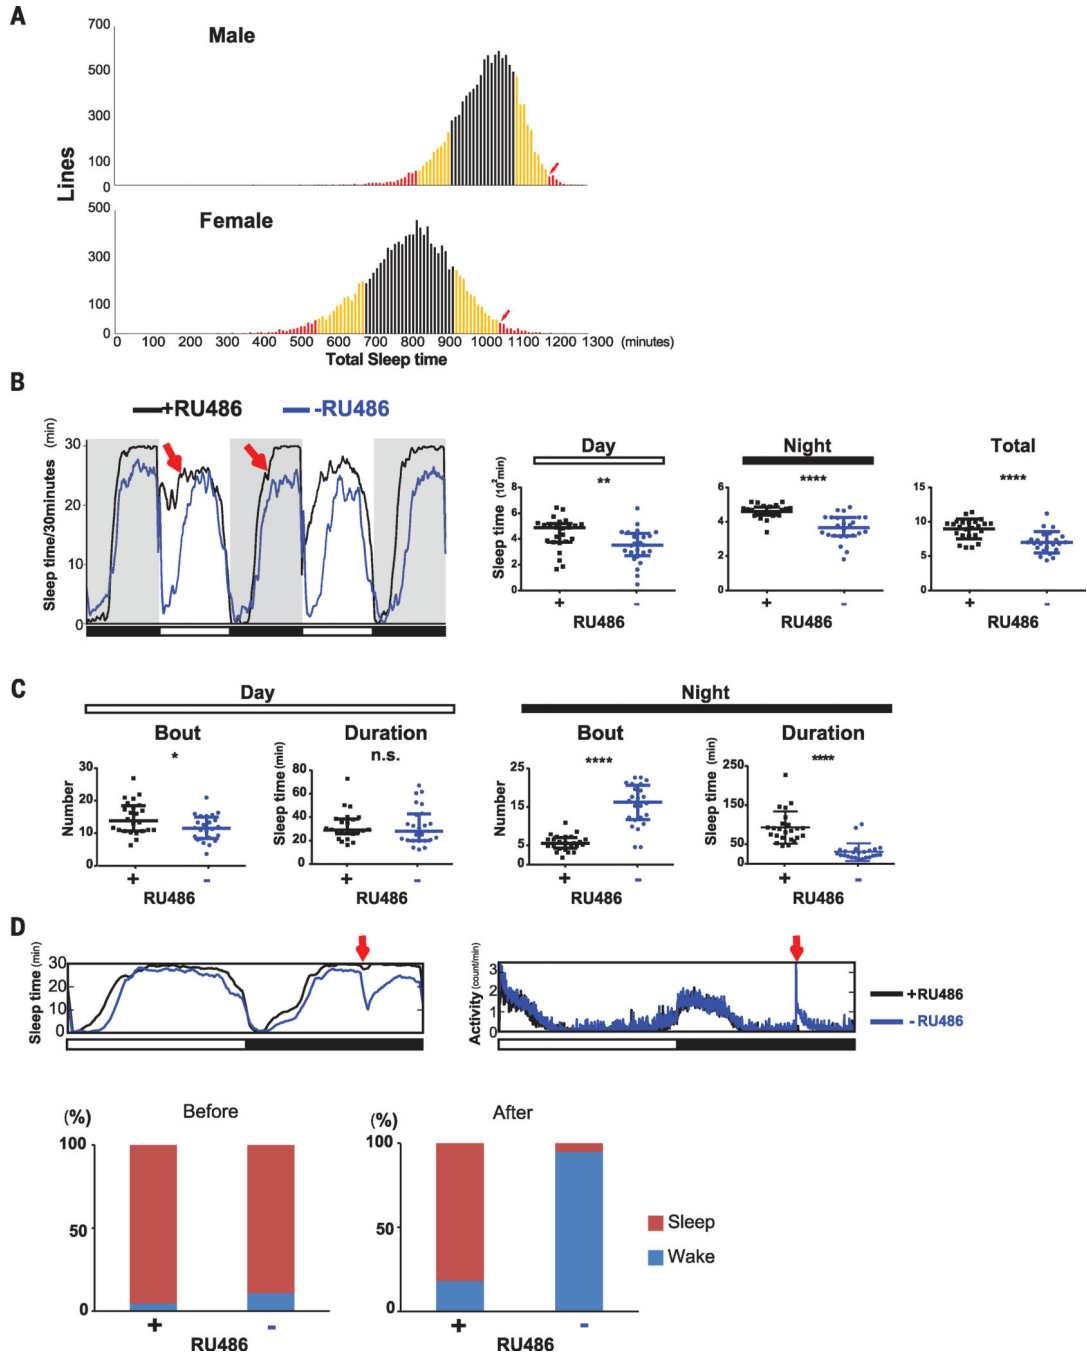 A
Male
700
500
300
100
0
Lines
Female
500
300
100
0
0 100 200 300 400 500 600 700 800 900 1000 1100 1200 1300 (minutes)
Total Sleep time
B
+RU486 -RU486
Sleep time/30minutes (min)
30
20
10
0
Day
**
Sleep time (10²min)
8
6
4
2
0
+ -
RU486
Night
****
6
4
2
0
+ -
RU486
Total
****
15
10
5
0
+ -
RU486
C
Day
Bout
*
Number
30
20
10
0
+ -
RU486
Duration
n.s.
Sleep time (min)
80
60
40
20
0
+ -
RU486
Night
Bout
****
Number
25
15
5
0
+ -
RU486
Duration
****
Sleep time (min)
250
150
50
0
+ -
RU486
D
Sleep time (min)
30
20
10
0
Activity (count/min)
3
2
1
0
+RU486
- RU486
Before
(%)
100
50
0
+ -
RU486
After
(%)
100
50
0
+ -
RU486
Sleep
Wake